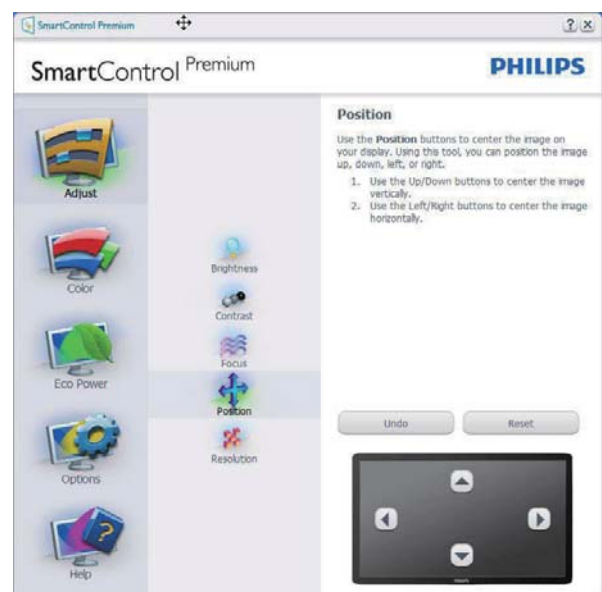 SmartControl Premium
? x
SmartControl Premium
PHILIPS
Adjust
Color
Eco Power
Options
Help
Brightness
Contrast
Focus
Position
Resolution
Position
Use the Position buttons to center the image on
your display. Using this tool, you can position the image
up, down, left, or right.
1. Use the Up/Down buttons to center the image
vertically.
2. Use the Left/Right buttons to center the image
horizontally.
Undo
Reset
PHILIPS